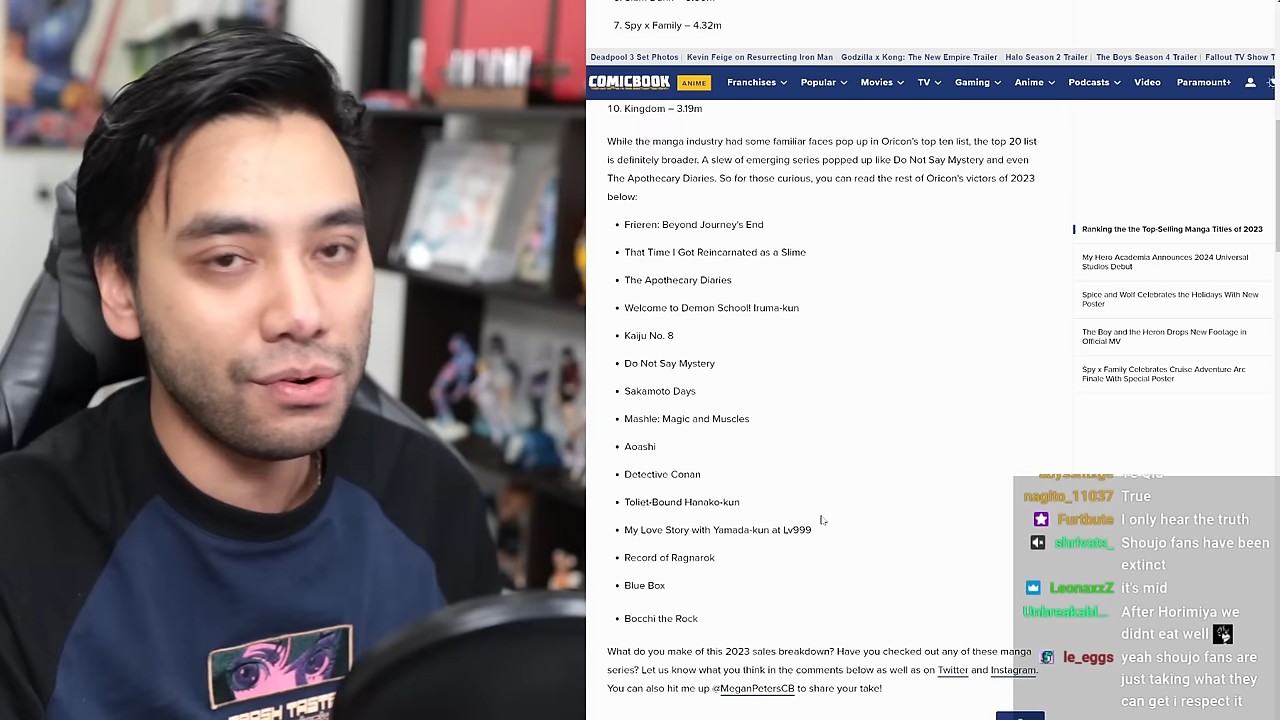 7. Spy x Family – 4.32m
Deadpool 3 Set Photos | Kevin Feige on Resurrecting Iron Man Godzilla x Kong: The New Empire Trailer Halo Season 2 Trailer | The Boys Season 4 Trailer | Fallout TV Show T
COMICBOOK ANIME Franchises Popular Movies TV Gaming Anime Podcasts Video Paramount+
10. Kingdom – 3.19m
While the manga industry had some familiar faces pop up in Oricon's top ten list, the top 20 list
is definitely broader. A slew of emerging series popped up like Do Not Say Mystery and even
The Apothecary Diaries. So for those curious, you can read the rest of Oricon's victors of 2023
below:
• Frieren: Beyond Journey's End
• That Time I Got Reincarnated as a Slime
• The Apothecary Diaries
• Welcome to Demon School! Iruma-kun
• Kaiju No. 8
• Do Not Say Mystery
• Sakamoto Days
• Mashle: Magic and Muscles
• Aoashi
• Detective Conan
• Toliet-Bound Hanako-kun
• My Love Story with Yamada-kun at Lv999
• Record of Ragnarok
• Blue Box
• Bocchi the Rock
What do you make of this 2023 sales breakdown? Have you checked out any of these manga
series? Let us know what you think in the comments below as well as on Twitter and Instagram.
You can also hit me up @MeganPetersCB to share your take!
Ranking the the Top-Selling Manga Titles of 2023
My Hero Academia Announces 2024 Universal
Studios Debut
Spice and Wolf Celebrates the Holidays With New
Poster
The Boy and the Heron Drops New Footage in
Official MV
Spy x Family Celebrates Cruise Adventure Arc
Finale With Special Poster
nagito_11037 True
Furtbute I only hear the truth
shrivats_ Shoujo fans have been
extinct
LeonaxzZ it's mid
Unbreakabl... After Horimiya we
didnt eat well
le_eggs yeah shoujo fans are
just taking what they
can get i respect it
TRASH TASTE